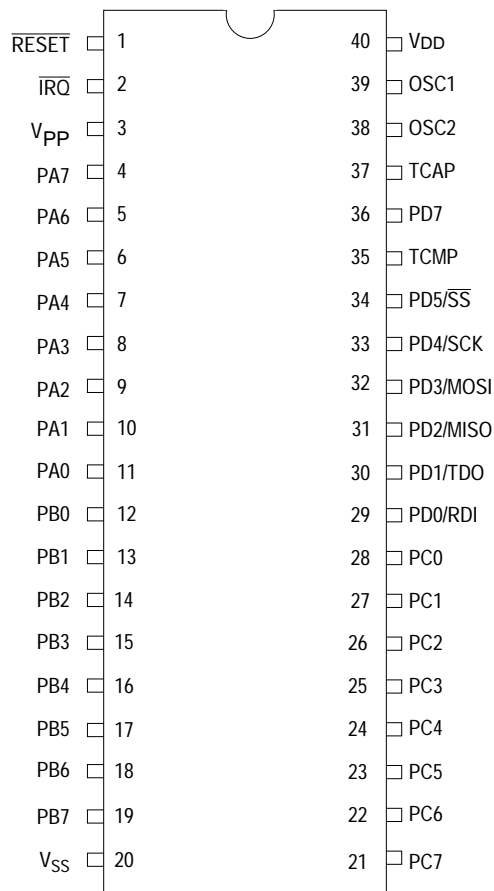 RESET 1 40 VDD
IRQ 2 39 OSC1
VPP 3 38 OSC2
PA7 4 37 TCAP
PA6 5 36 PD7
PA5 6 35 TCMP
PA4 7 34 PD5/SS
PA3 8 33 PD4/SCK
PA2 9 32 PD3/MOSI
PA1 10 31 PD2/MISO
PA0 11 30 PD1/TDO
PB0 12 29 PD0/RDI
PB1 13 28 PC0
PB2 14 27 PC1
PB3 15 26 PC2
PB4 16 25 PC3
PB5 17 24 PC4
PB6 18 23 PC5
PB7 19 22 PC6
VSS 20 21 PC7